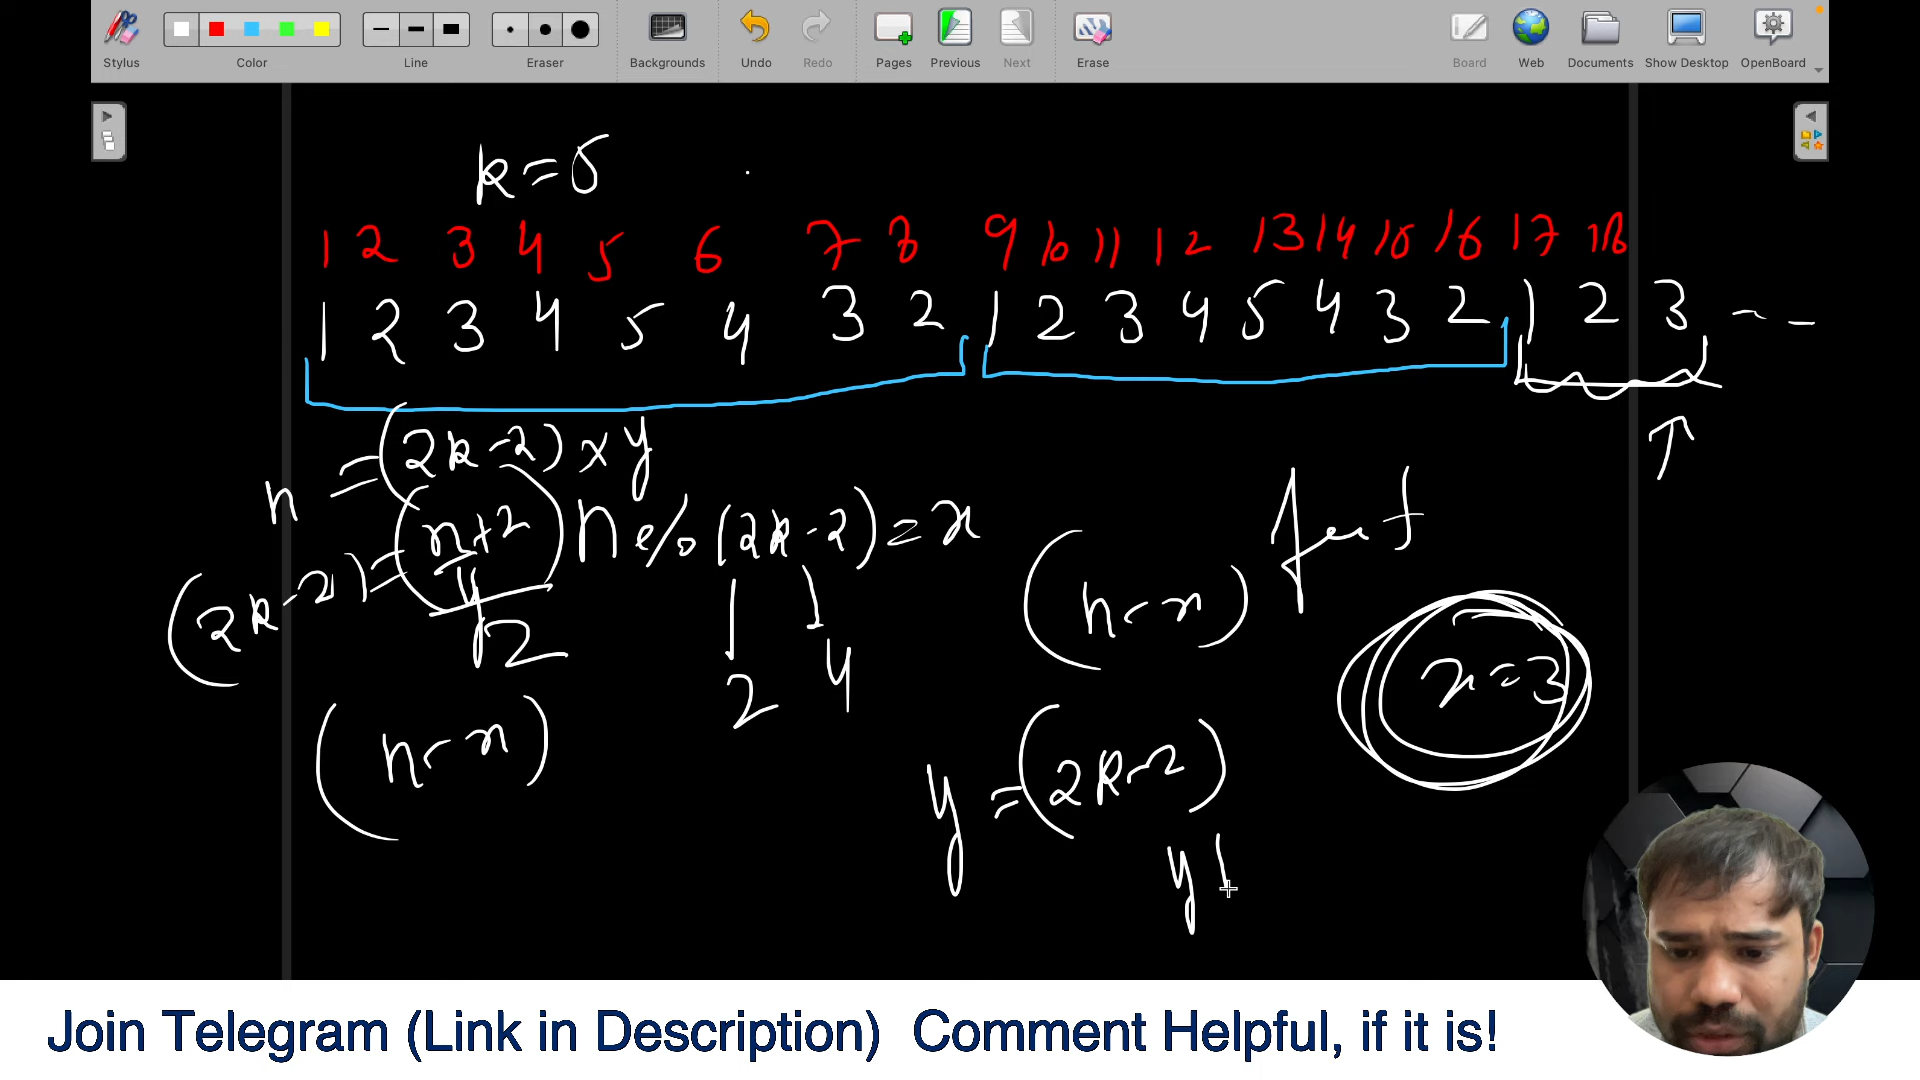 Stylus Color Line Eraser Backgrounds Undo Redo Pages Previous Next Erase Board Web Documents Show Desktop OpenBoard
k=5
1 2 3 4 5 6 7 8 9 10 11 12 13 14 15 16 17 18
1 2 3 4 5 4 3 2 1 2 3 4 5 4 3 2 1 2 3 - -
n = (2k-2) x y
n % (2k-2) = x
(2k-2) =
2 4
(n-x)
x=3
(n-x)
y = (2k-2)
y
Join Telegram (Link in Description) Comment Helpful, if it is!